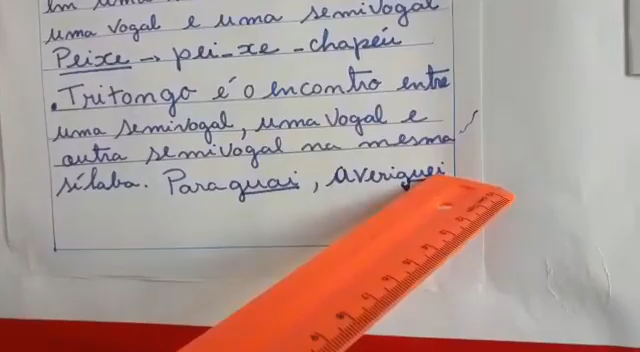 uma vogal e uma semivogal
Peixe → pei-xe - chapéu
.Tritongo é o encontro entre
uma semivogal, uma vogal e
outra semivogal na mesma
sílaba. Paraguai, averiguei